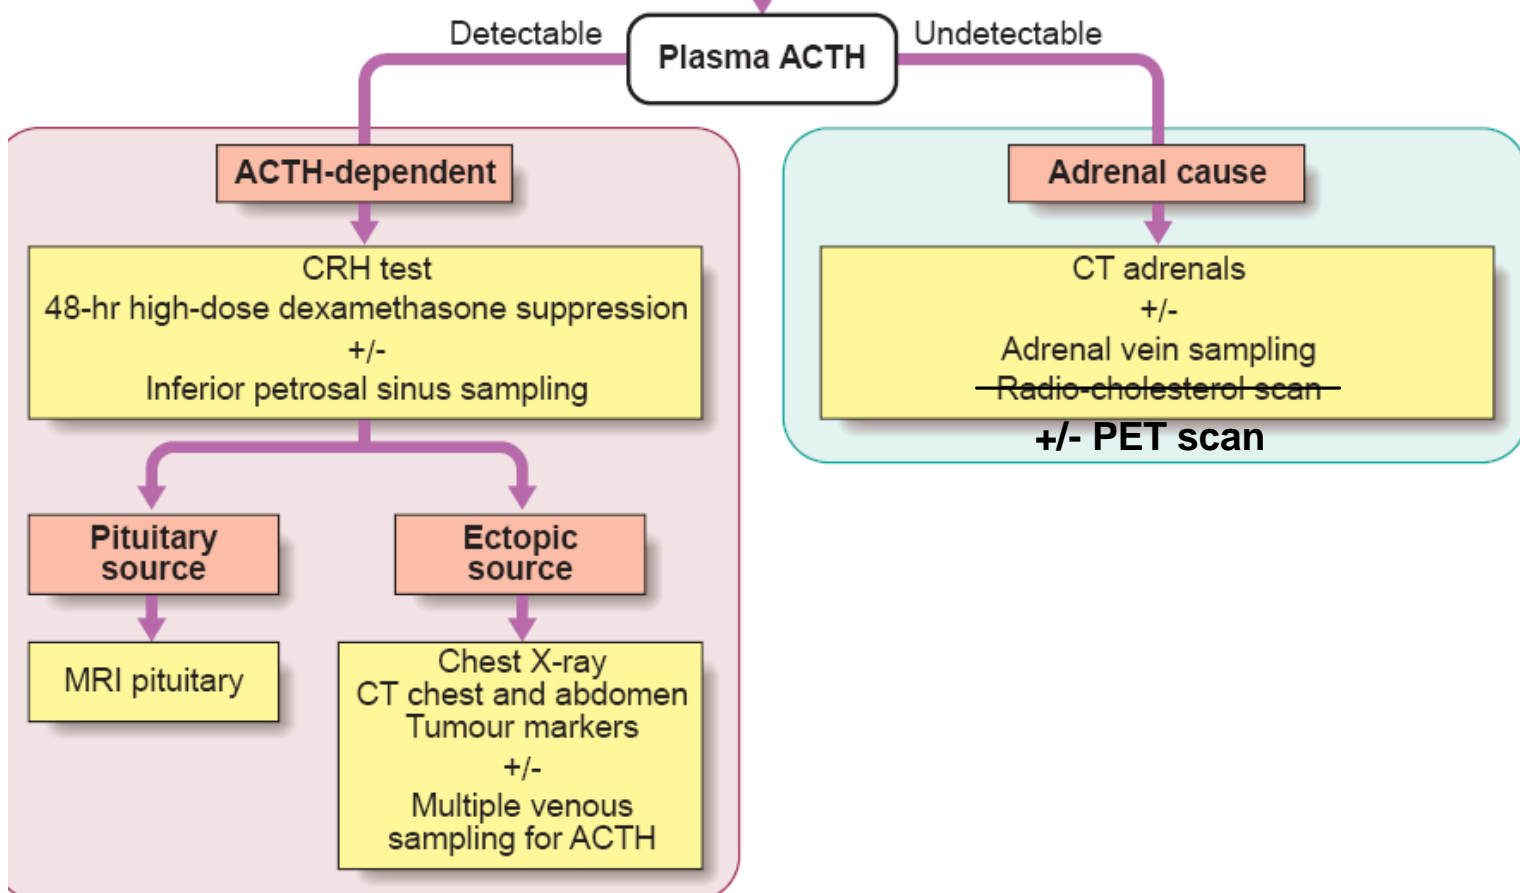 Detectable
Plasma ACTH
Undetectable
ACTH-dependent
CRH test
48-hr high-dose dexamethasone suppression
+/-
Inferior petrosal sinus sampling
Pituitary
source
MRI pituitary
Ectopic
source
Chest X-ray
CT chest and abdomen
Tumour markers
+/-
Multiple venous
sampling for ACTH
Adrenal cause
CT adrenals
+/-
Adrenal vein sampling
Radio-cholesterol scan
+/- PET scan